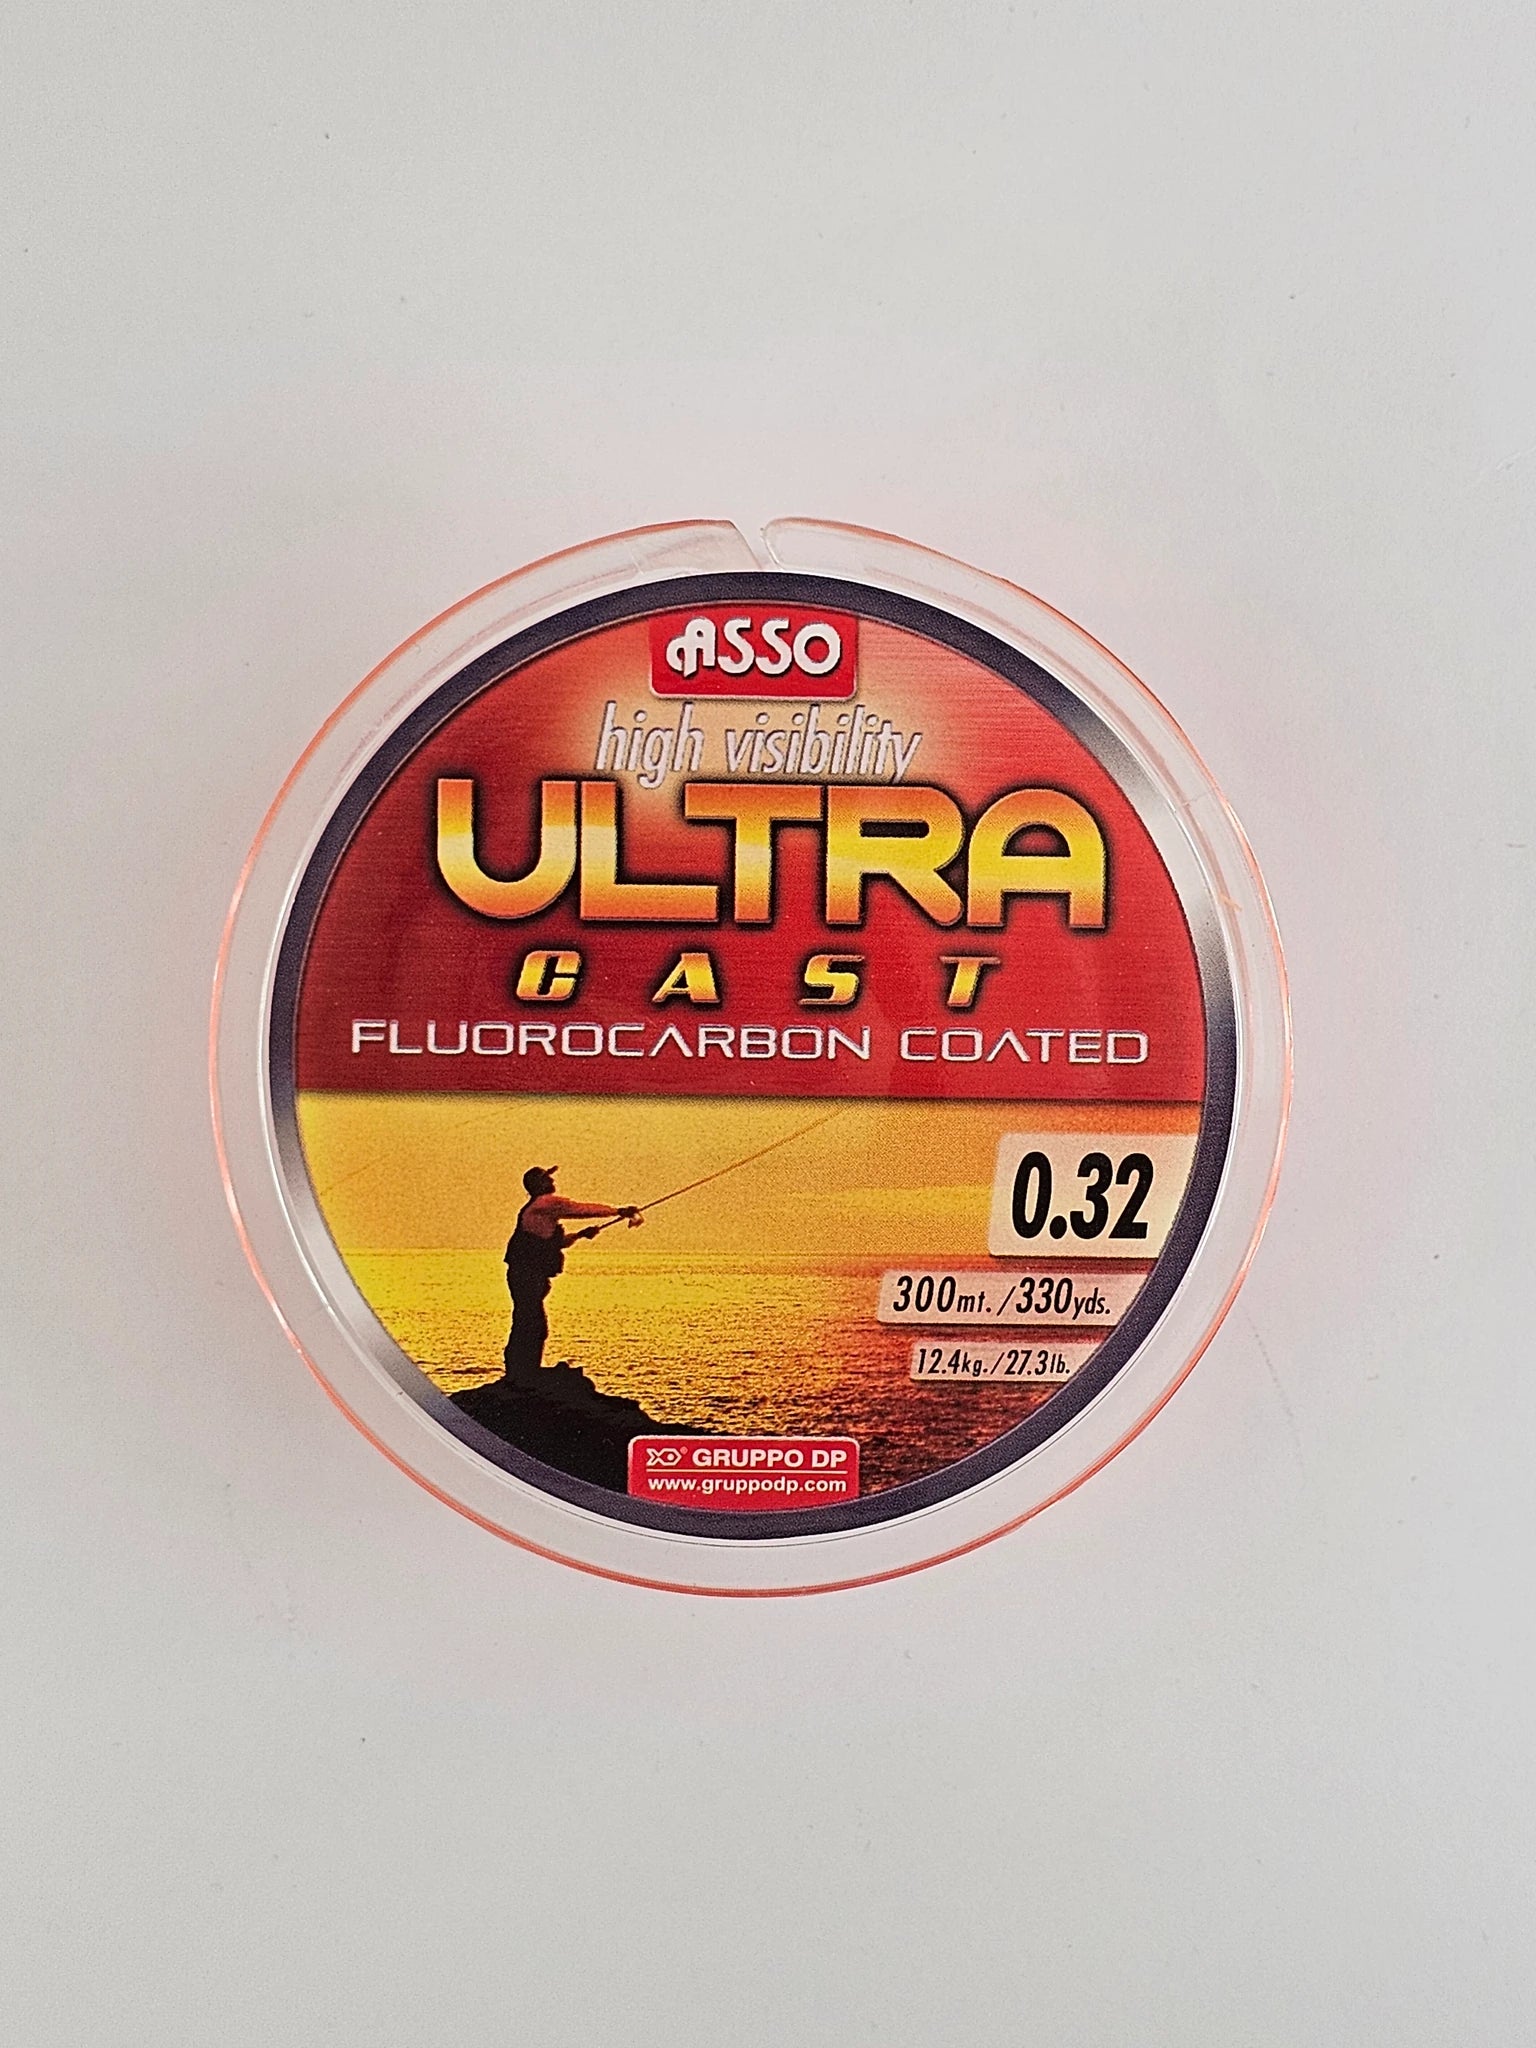 ASSO
high visibility
ULTRA
CAST
FLUOROCARBON COATED
0.32
300mt./330yds.
12.4kg./27.3lb.
GRUPPO DP
www.gruppodp.com